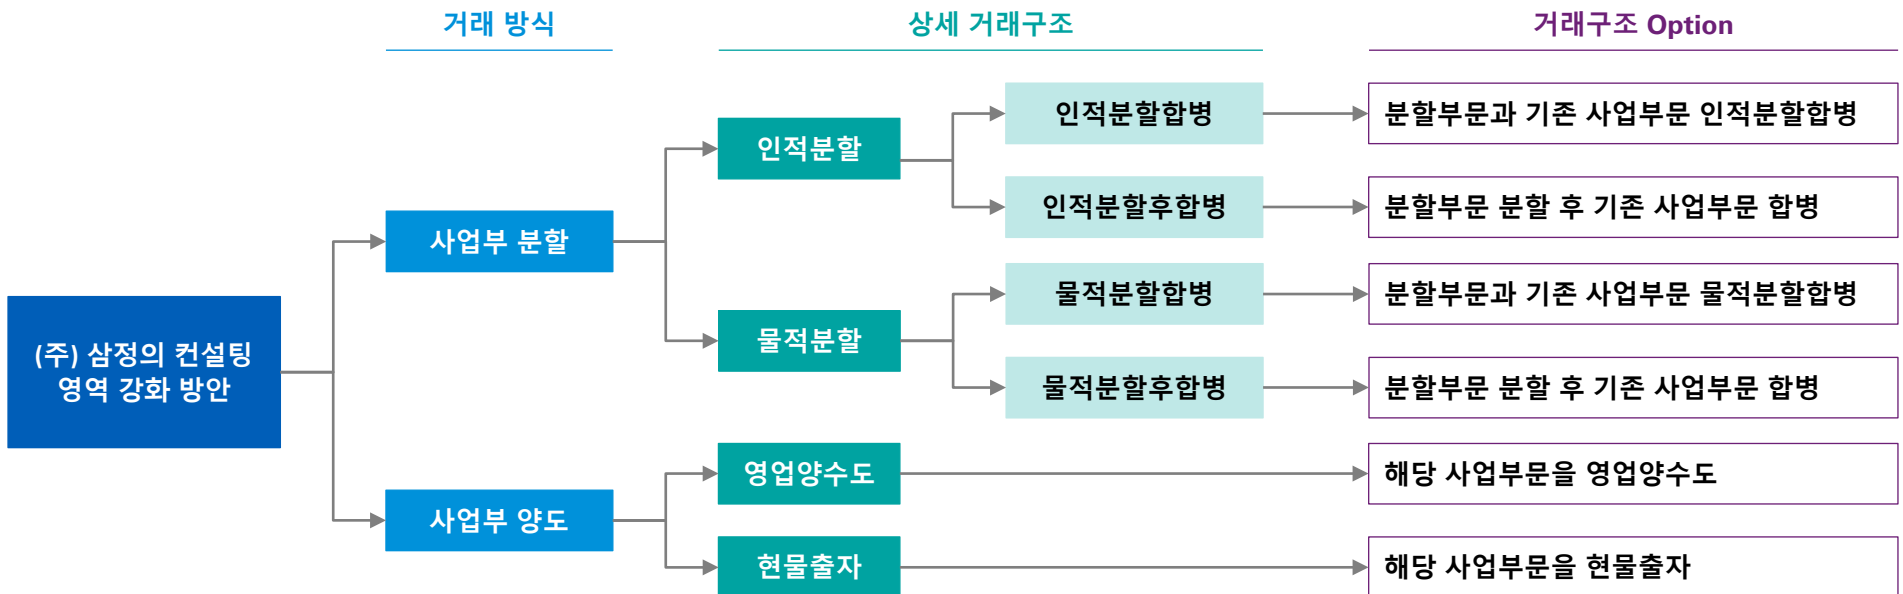 거래 방식
상세 거래구조
거래구조 Option
인적분할합병
분할부문과 기존 사업부문 인적분할합병
인적분할
인적분할후합병
분할부문 분할 후 기존 사업부문 합병
사업부 분할
물적분할합병
분할부문과 기존 사업부문 물적분할합병
물적분할
(주) 삼정의 컨설팅
영역 강화 방안
물적분할후합병
분할부문 분할 후 기존 사업부문 합병
영업양수도
해당 사업부문을 영업양수도
사업부 양도
현물출자
해당 사업부문을 현물출자